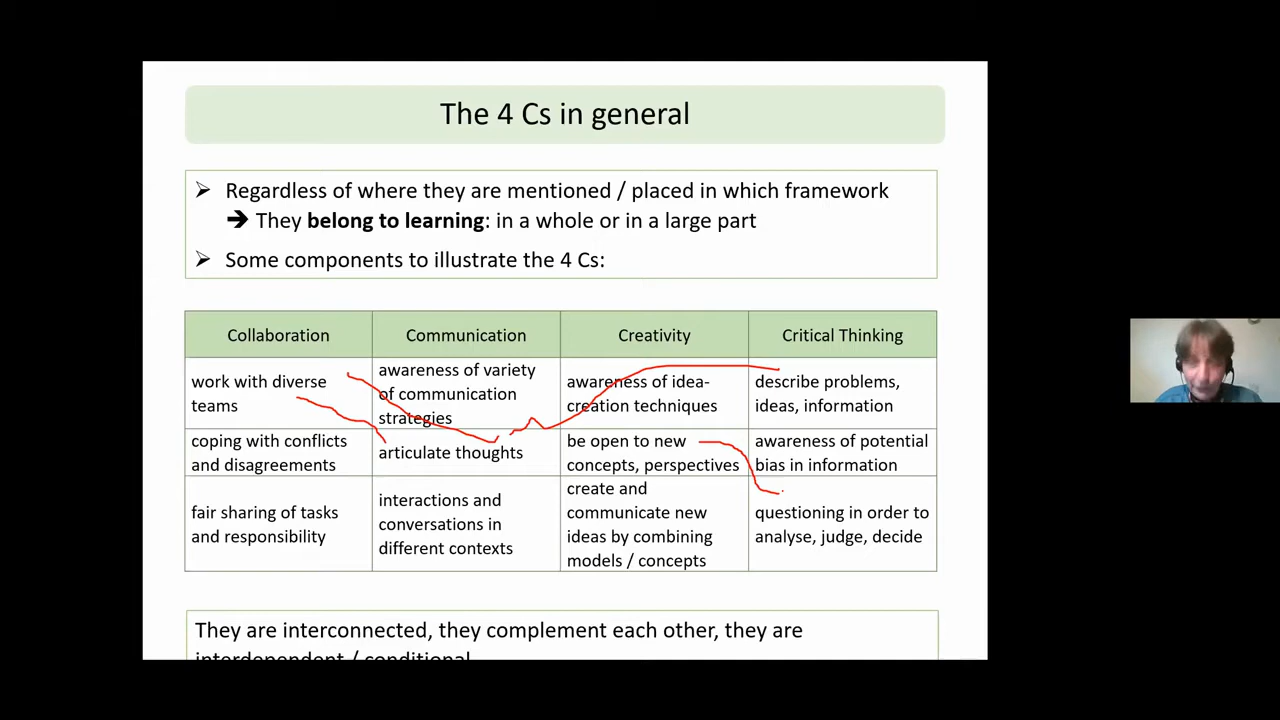 The 4 Cs in general
➢ Regardless of where they are mentioned / placed in which framework
➔ They belong to learning: in a whole or in a large part
➢ Some components to illustrate the 4 Cs:
Collaboration Communication Creativity Critical Thinking
work with diverse
teams
awareness of variety
of communication
strategies
awareness of idea-
creation techniques
describe problems,
ideas, information
coping with conflicts
and disagreements
articulate thoughts
be open to new
concepts, perspectives
awareness of potential
bias in information
fair sharing of tasks
and responsibility
interactions and
conversations in
different contexts
create and
communicate new
ideas by combining
models / concepts
questioning in order to
analyse, judge, decide
They are interconnected, they complement each other, they are
interdependent / conditional